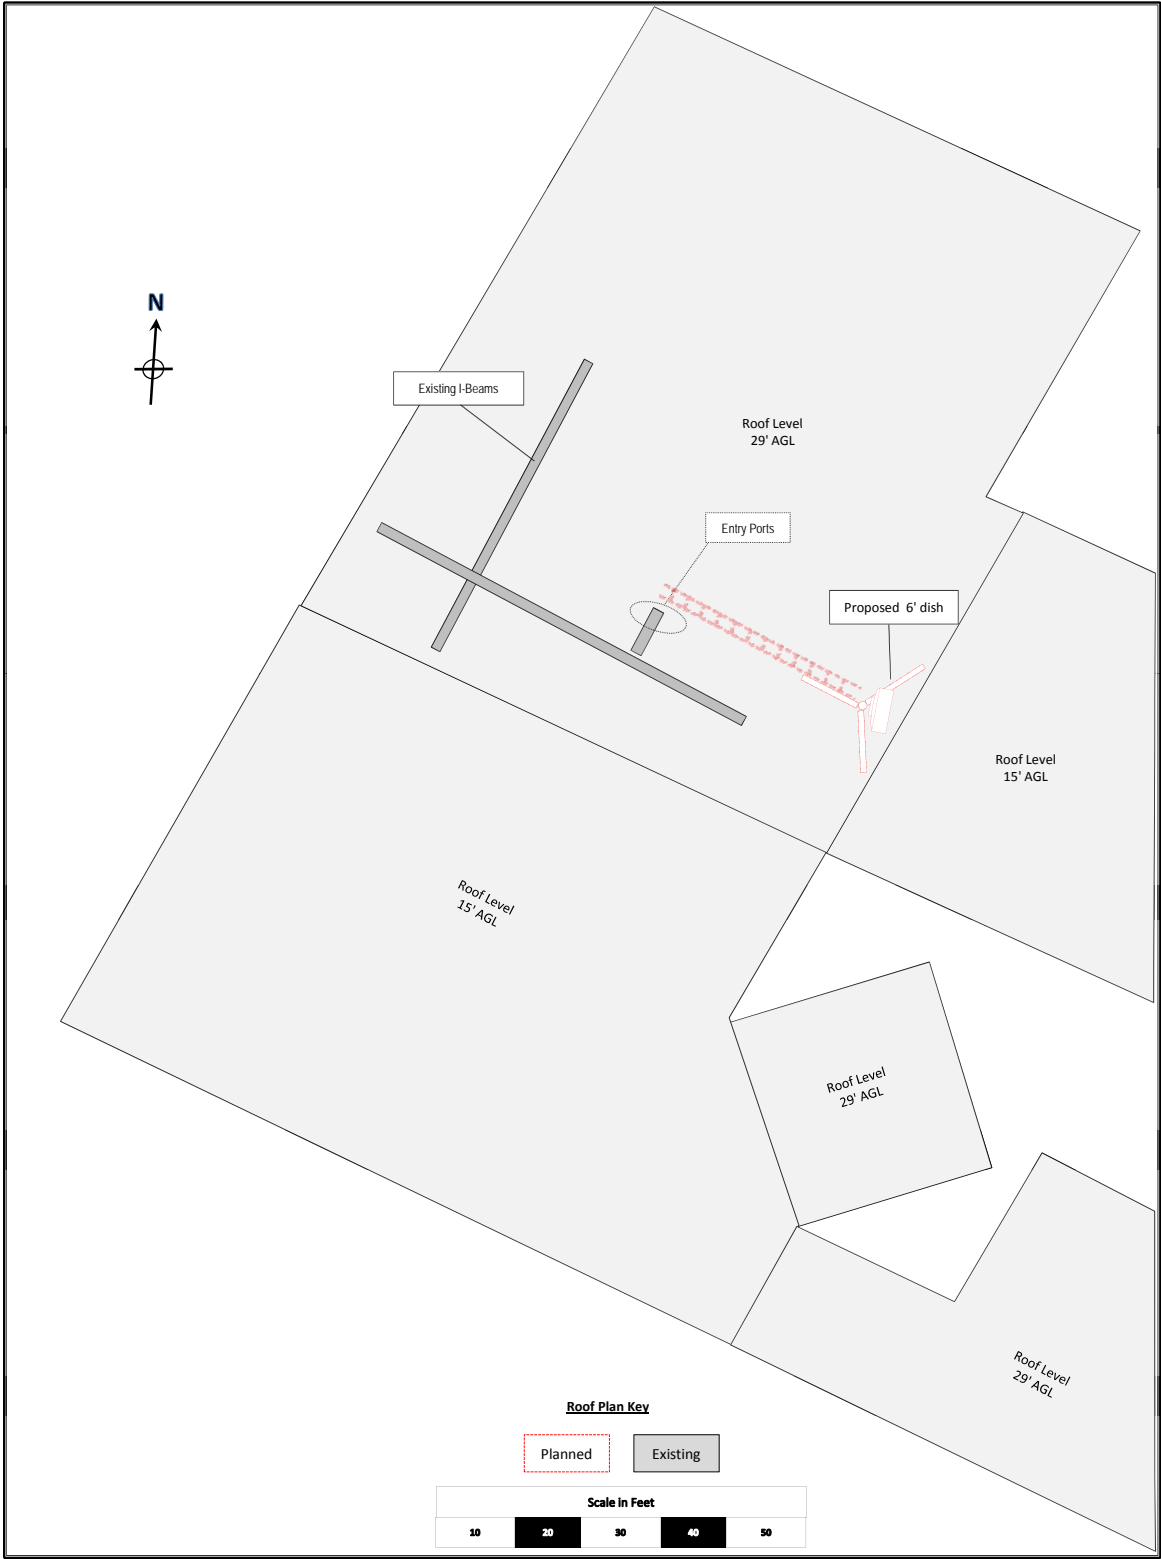 N
Existing I-Beams
Roof Level
29' AGL
Entry Ports
Proposed 6' dish
Roof Level
15' AGL
Roof Level
15' AGL
Roof Level
29' AGL
Roof Level
29' AGL
Roof Plan Key
Planned
Existing
Scale in Feet
10 20 30 40 50